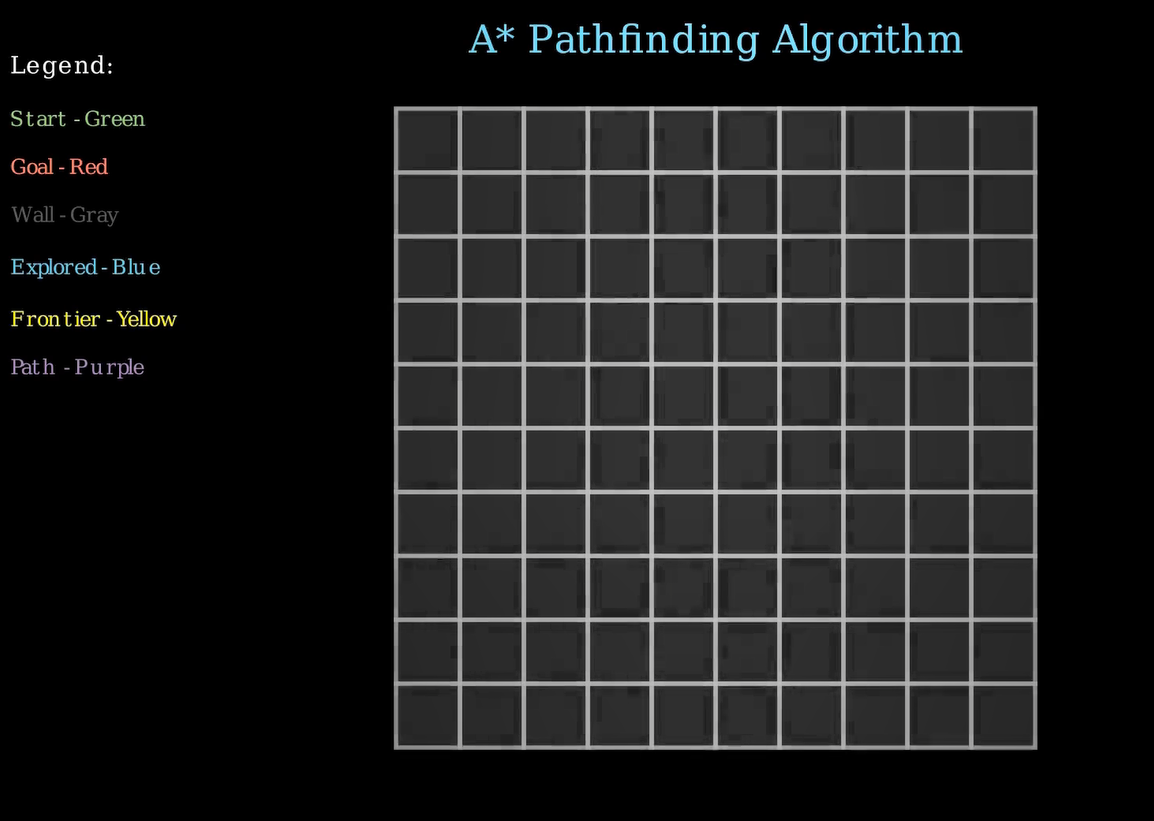 A* Pathfinding Algorithm
Legend:
Start - Green
Goal - Red
Wall - Gray
Explored - Blue
Frontier - Yellow
Path - Purple